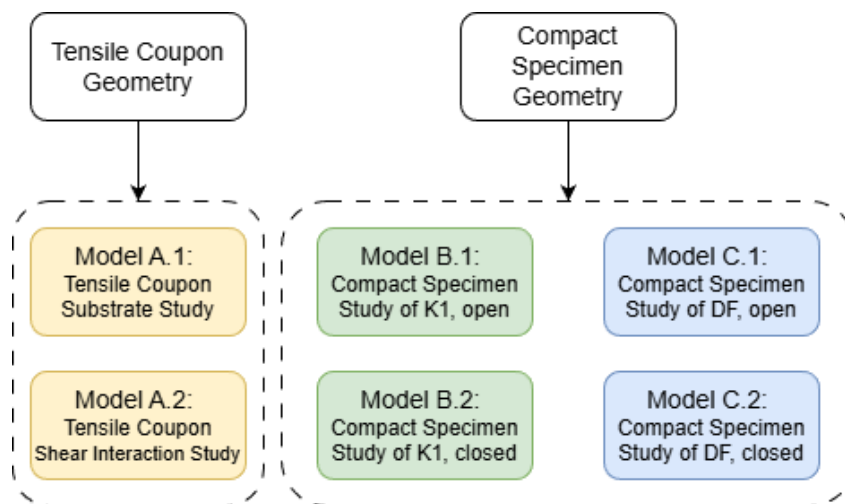 Tensile Coupon
Geometry
Compact
Specimen
Geometry
Model A.1:
Tensile Coupon
Substrate Study
Model B.1:
Compact Specimen
Study of K1, open
Model C.1:
Compact Specimen
Study of DF, open
Model A.2:
Tensile Coupon
Shear Interaction Study
Model B.2:
Compact Specimen
Study of K1, closed
Model C.2:
Compact Specimen
Study of DF, closed